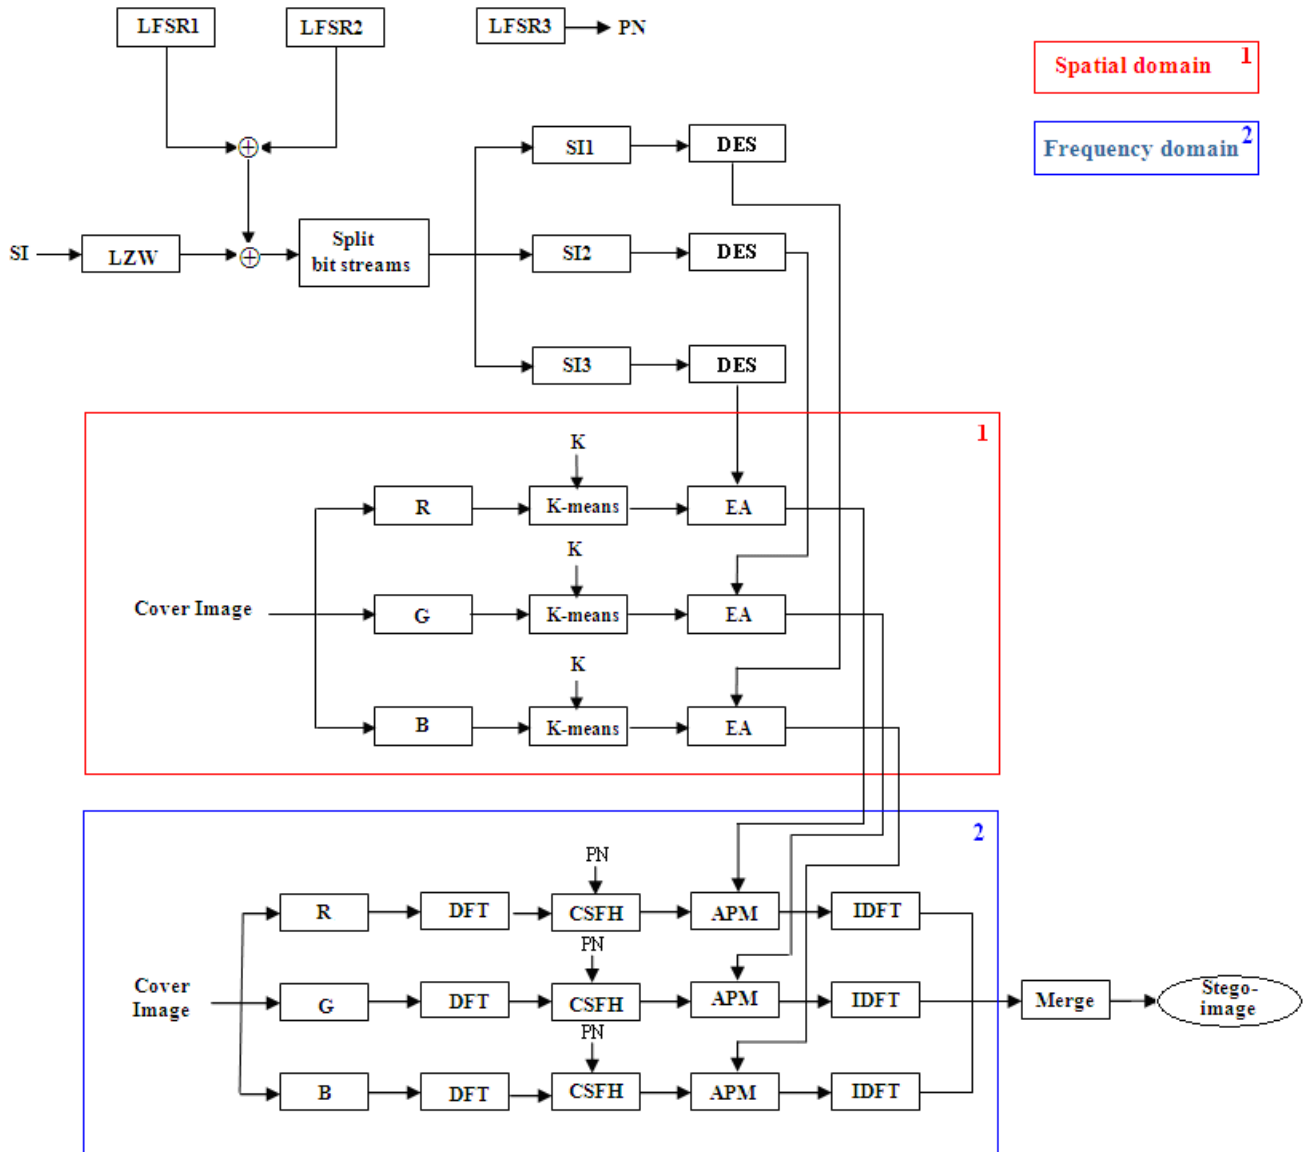 LFSR1
LFSR2
LFSR3
PN
Spatial domain
1
Frequency domain
2
SI1
DES
SI
LZW
Split
bit streams
SI2
DES
SI3
DES
1
K
R
K-means
EA
K
Cover Image
G
K-means
EA
K
B
K-means
EA
2
PN
R
DFT
CSFH
APM
IDFT
PN
Cover
Image
G
DFT
CSFH
APM
IDFT
Merge
Stego-
image
PN
B
DFT
CSFH
APM
IDFT